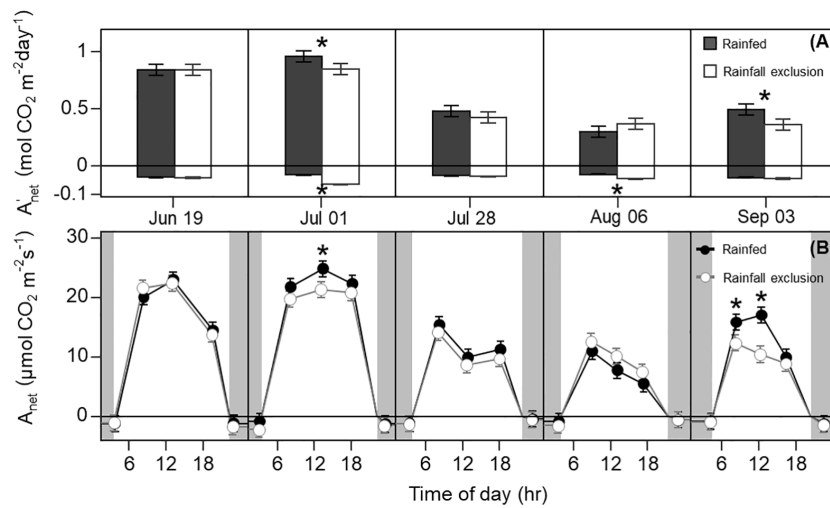 A'net (mol CO2 m-2day-1)
1
0.5
0
-0.1
*
*
*
*
Rainfed
Rainfall exclusion
(A)
Jun 19
Jul 01
Jul 28
Aug 06
Sep 03
Anet (µmol CO2 m-2s-1)
30
20
10
0
*
*
*
Rainfed
Rainfall exclusion
(B)
6 12 18 6 12 18 6 12 18 6 12 18 6 12 18
Time of day (hr)